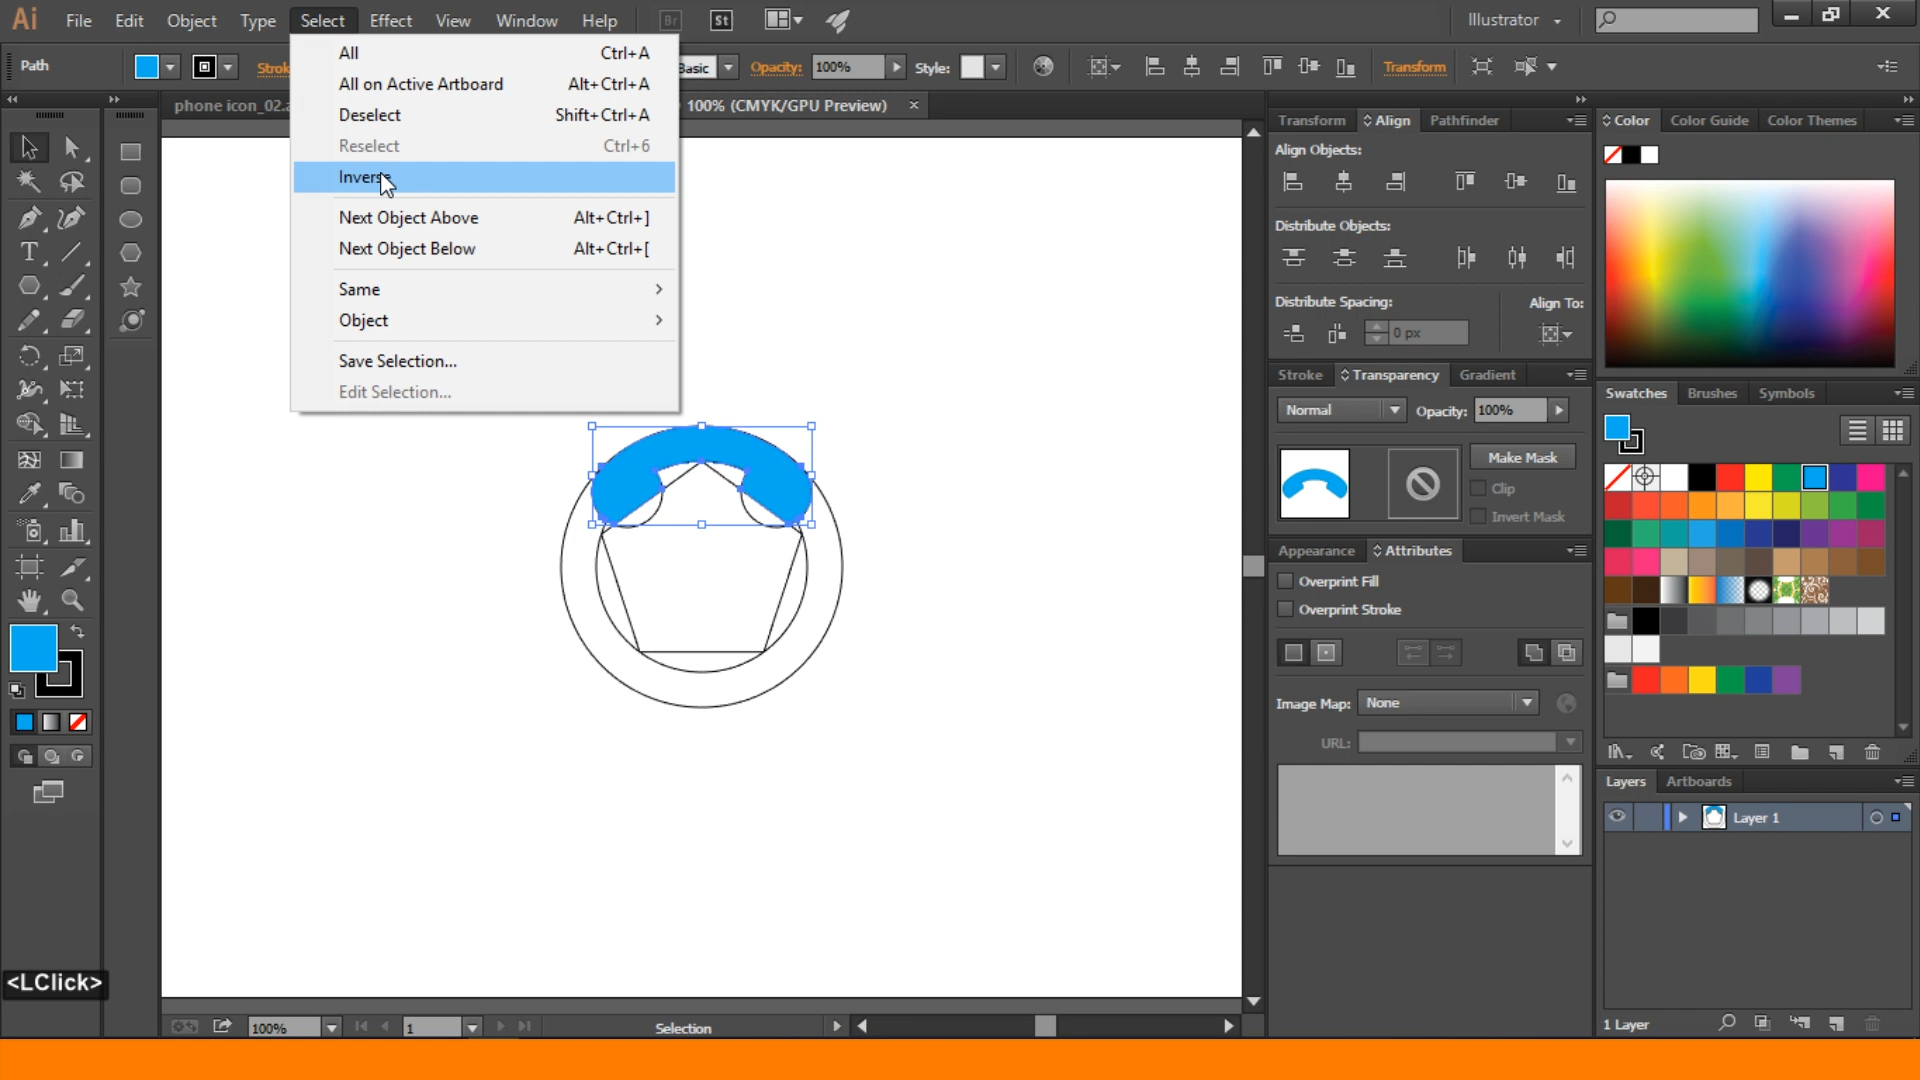 Ai File Edit Object Type Select Effect View Window Help Br St Illustrator
Path Strok Basic Opacity: 100% Style: Transform
phone icon_02.a 100% (CMYK/GPU Preview)
All Ctrl+A
All on Active Artboard Alt+Ctrl+A
Deselect Shift+Ctrl+A
Reselect Ctrl+6
Inverse
Next Object Above Alt+Ctrl+]
Next Object Below Alt+Ctrl+[
Same
Object
Save Selection...
Edit Selection...
Transform Align Pathfinder
Align Objects:
Distribute Objects:
Distribute Spacing: Align To:
0 px
Stroke Transparency Gradient
Normal Opacity: 100%
Make Mask
Clip
Invert Mask
Appearance Attributes
Overprint Fill
Overprint Stroke
Image Map: None
URL:
Color Color Guide Color Themes
Swatches Brushes Symbols
Layers Artboards
Layer 1
1 Layer
T
<LClick>
100% 1 Selection